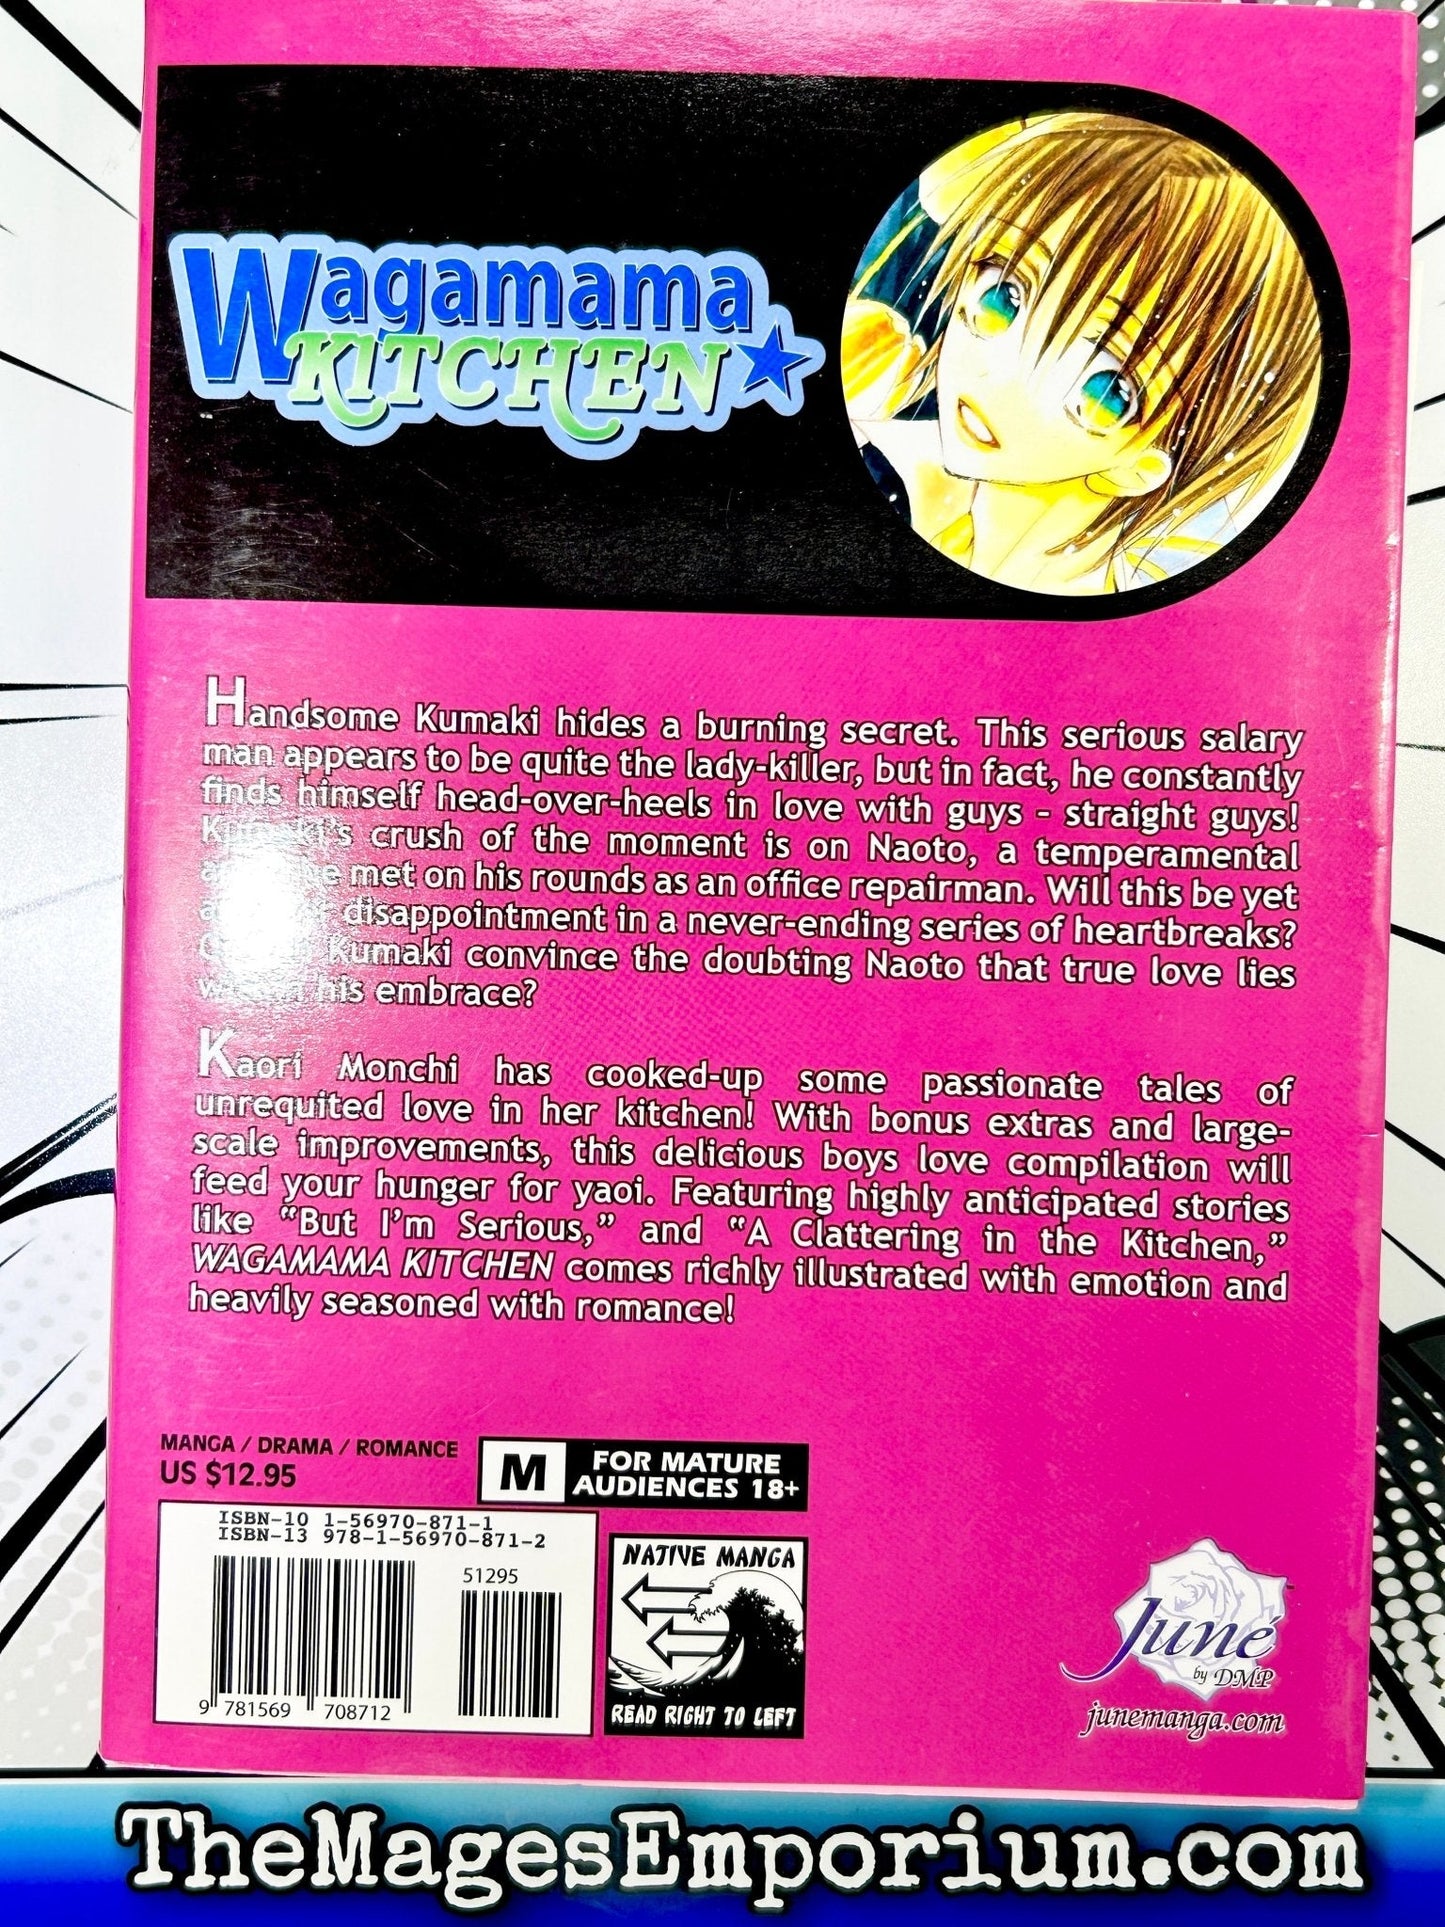 Wagamama
KITCHEN
Handsome Kumaki hides a burning secret. This serious salary
man appears to be quite the lady-killer, but in fact, he constantly
finds himself head-over-heels in love with guys - straight guys!
Kumaki's crush of the moment is on Naoto, a temperamental
met on his rounds as an office repairman. Will this be yet
disappointment in a never-ending series of heartbreaks?
Kumaki convince the doubting Naoto that true love lies
his embrace?
Kaori Monchi has cooked-up some passionate tales of
unrequited love in her kitchen! With bonus extras and large-
scale improvements, this delicious boys love compilation will
feed your hunger for yaoi. Featuring highly anticipated stories
like "But I'm Serious," and "A Clattering in the Kitchen,"
WAGAMAMA KITCHEN comes richly illustrated with emotion and
heavily seasoned with romance!
MANGA / DRAMA / ROMANCE
US $12.95
M
FOR MATURE
AUDIENCES 18+
ISBN-10 1-56970-871-1
ISBN-13 978-1-56970-871-2
51295
9 781569 708712
NATIVE MANGA
READ RIGHT TO LEFT
Juné
by DMP
junemanga.com
TheMagesEmporium.com